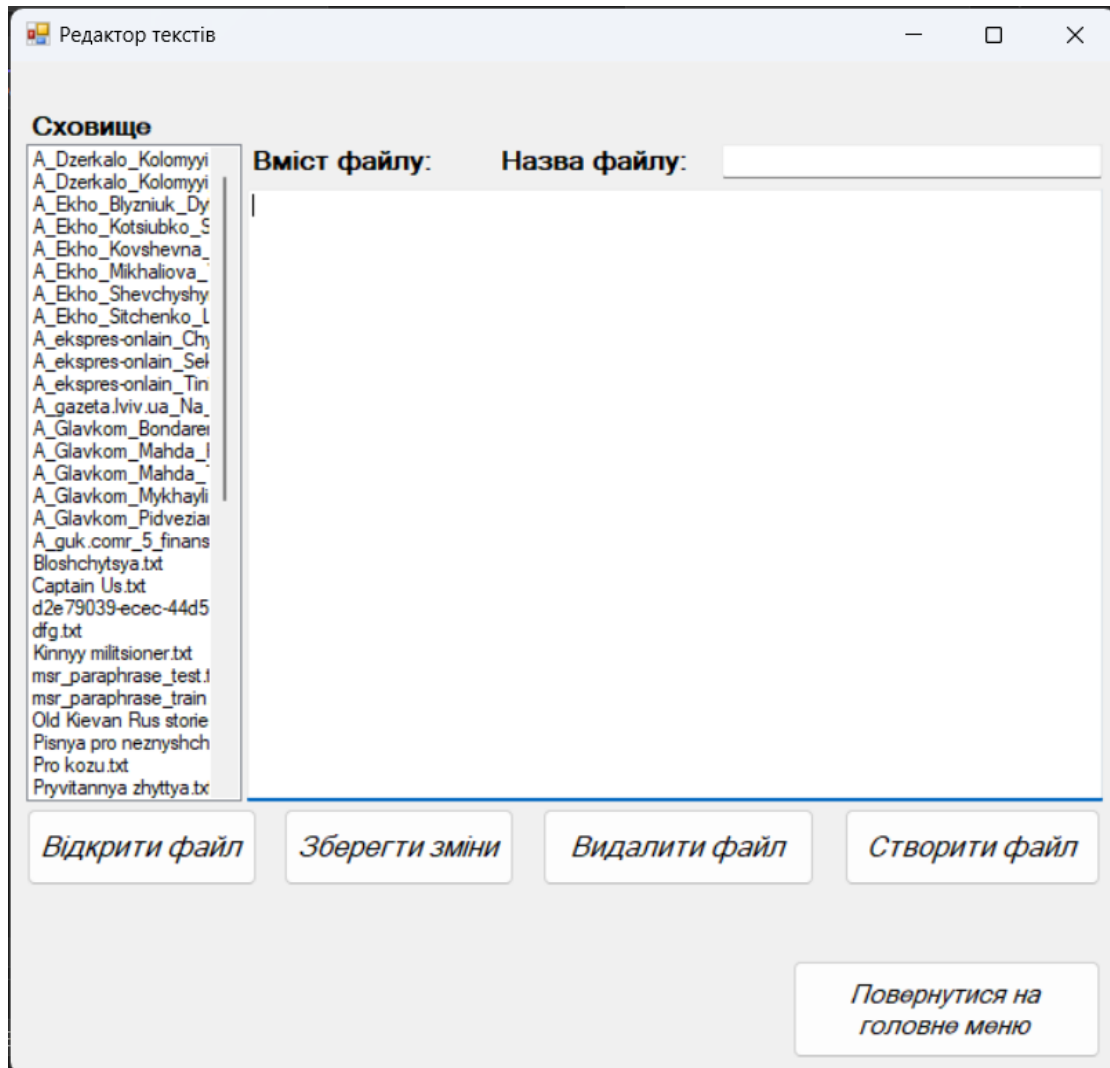 Редактор текстів
Сховище
Вміст файлу: Назва файлу:
A_Dzerkalo_Kolomyyi
A_Dzerkalo_Kolomyyi
A_Ekho_Blyzniuk_Dy
A_Ekho_Kotsiubko_S
A_Ekho_Kovshevna_
A_Ekho_Mikhaliova_
A_Ekho_Shevchyshy
A_Ekho_Sitchenko_L
A_ekspres-onlain_Chy
A_ekspres-onlain_Sek
A_ekspres-onlain_Tin
A_gazeta.lviv.ua_Na_
A_Glavkom_Bondaren
A_Glavkom_Mahda_
A_Glavkom_Mahda_
A_Glavkom_Mykhayli
A_Glavkom_Pidvezian
A_guk.comr_5_finans
Bloshchytsya.txt
Captain Us.txt
d2e79039-ecec-44d5
dfg.txt
Kinnyy militsioner.txt
msr_paraphrase_test.t
msr_paraphrase_train
Old Kievan Rus storie
Pisnya pro neznyshch
Pro kozu.txt
Pryvitannya zhyttya.tx
Відкрити файл Зберегти зміни Видалити файл Створити файл
Повернутися на
головне меню